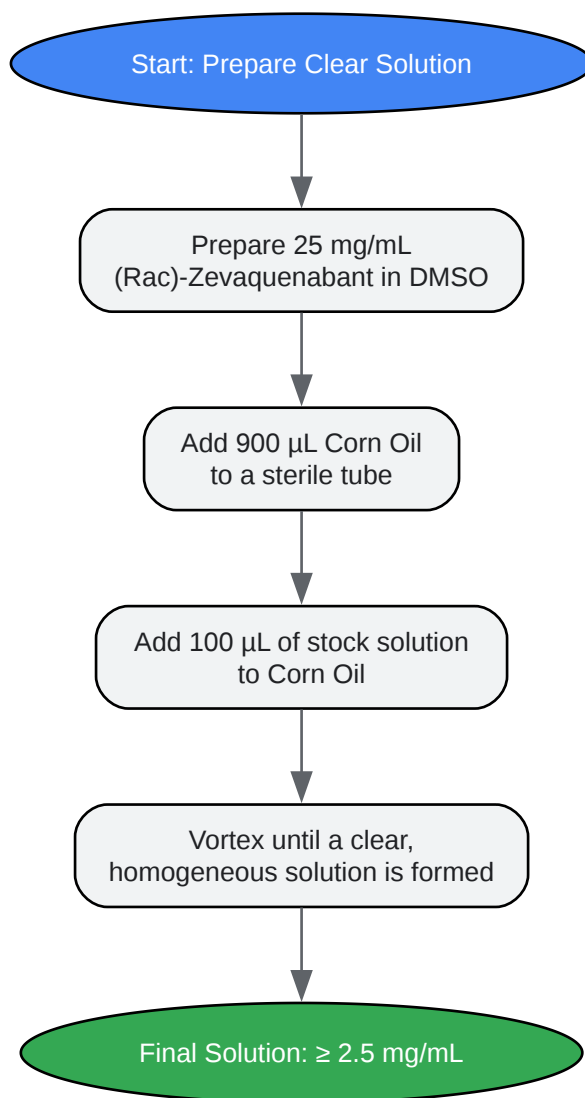 Start: Prepare Clear Solution
Prepare 25 mg/mL
(Rac)-Zevaquenabant in DMSO
Add 900 µL Corn Oil
to a sterile tube
Add 100 µL of stock solution
to Corn Oil
Vortex until a clear,
homogeneous solution is formed
Final Solution: ≥ 2.5 mg/mL